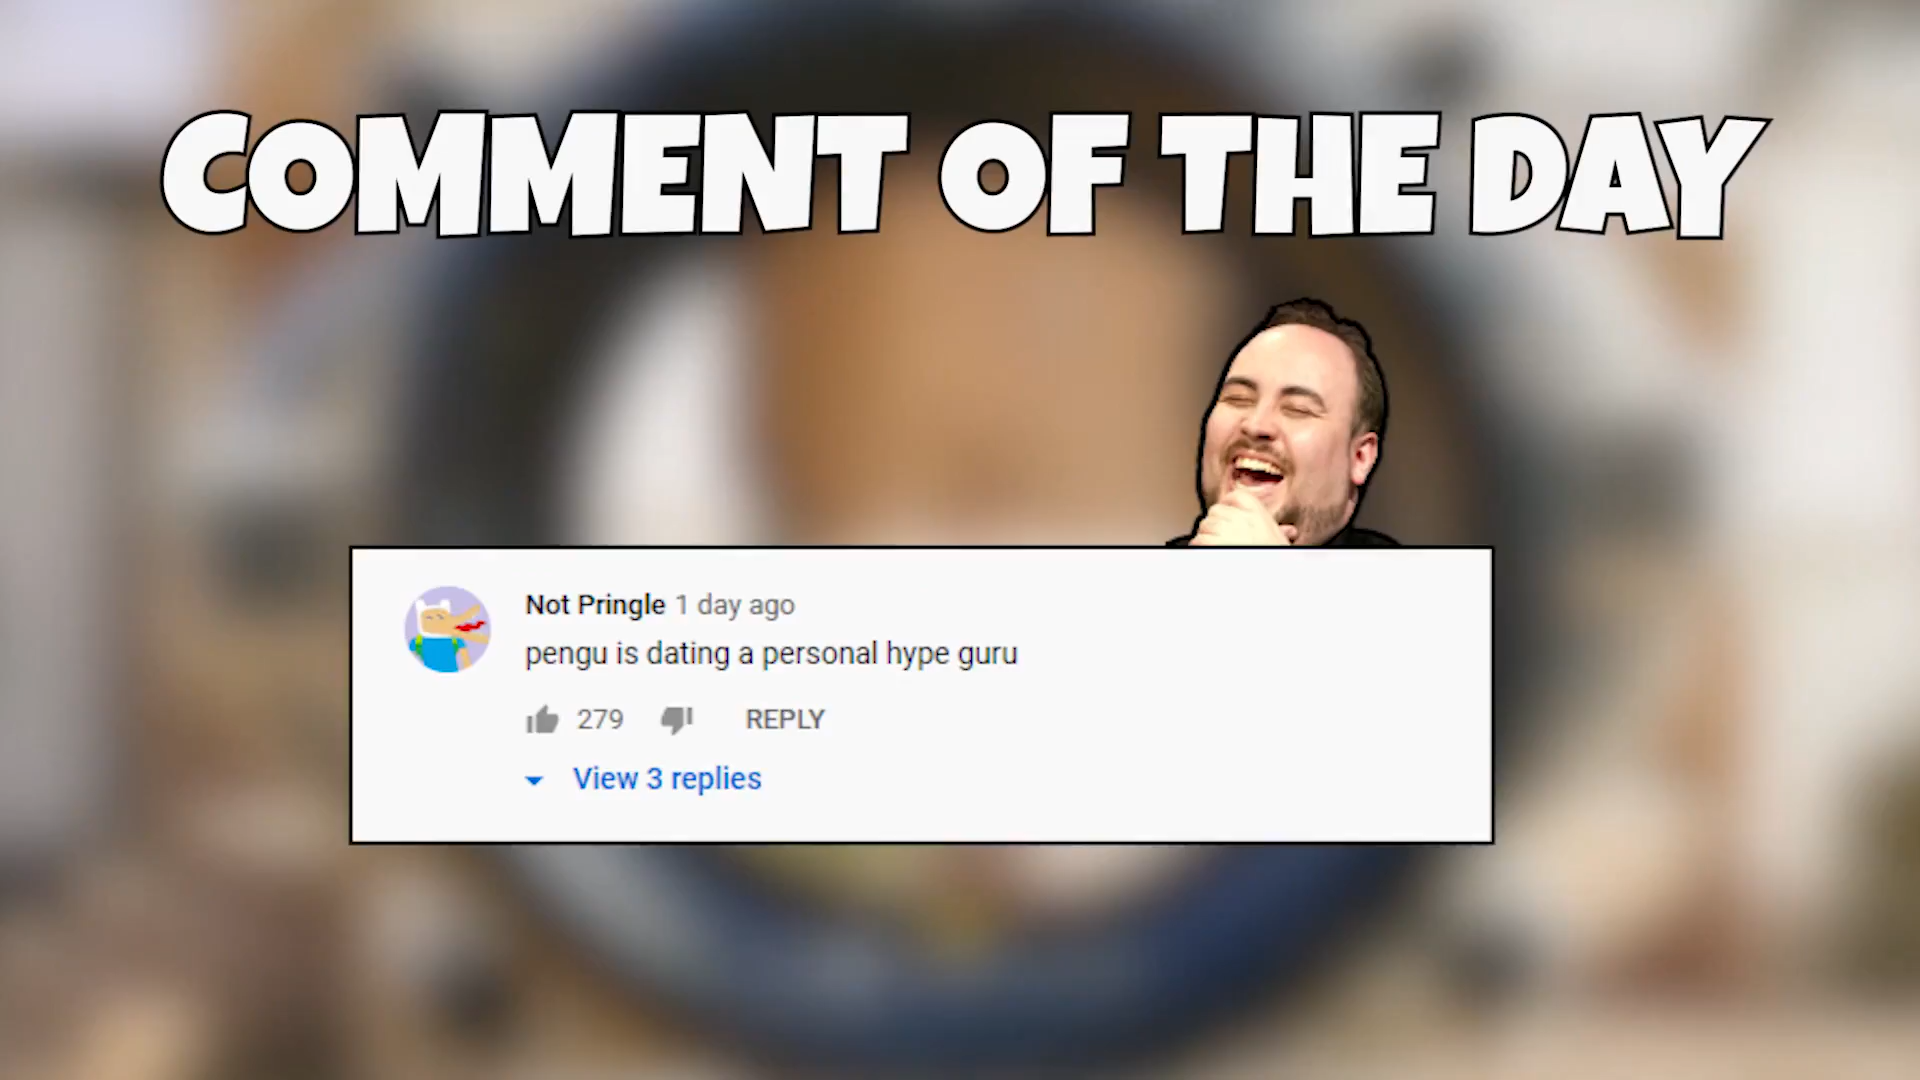 COMMENT OF THE DAY
Not Pringle 1 day ago
pengu is dating a personal hype guru
279 REPLY
View 3 replies